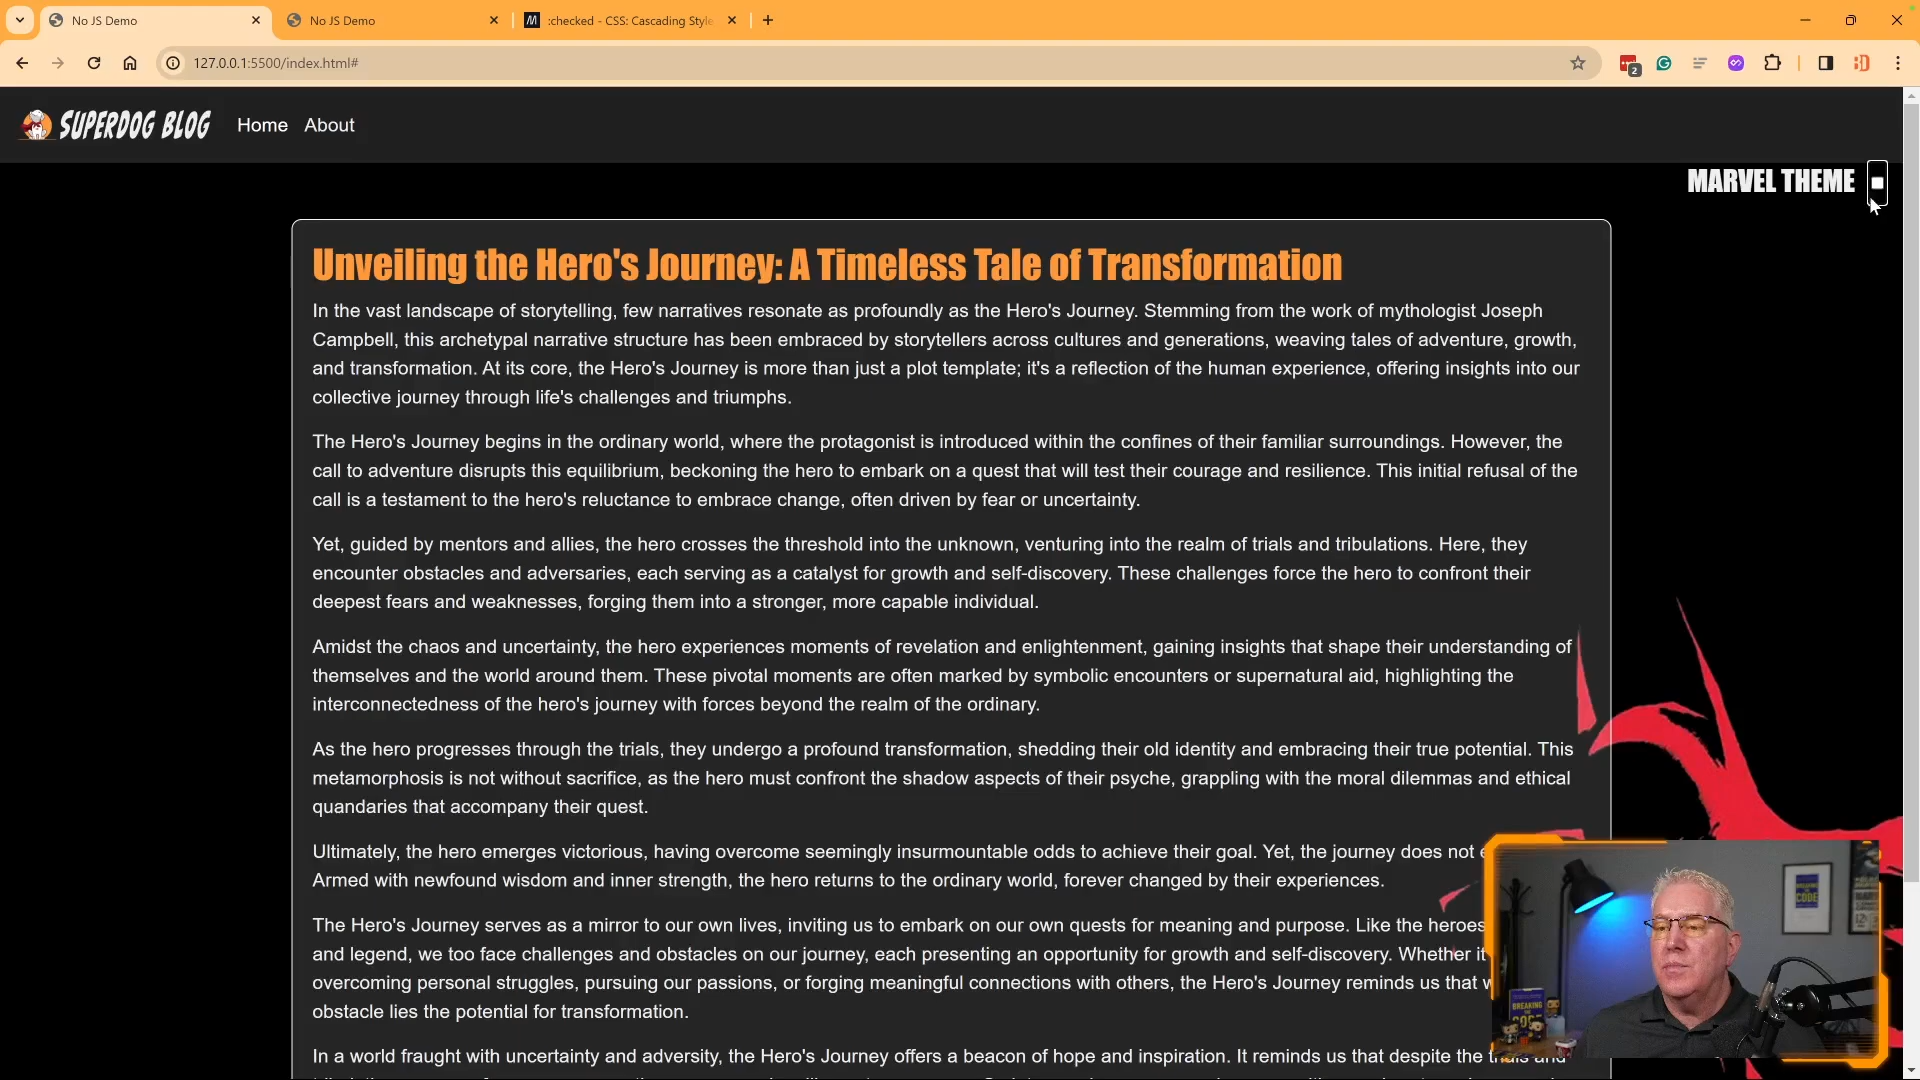 No JS Demo
No JS Demo
:checked - CSS: Cascading Style
127.0.0.1:5500/index.html#
2
SUPERDOG BLOG
Home
About
MARVEL THEME
Unveiling the Hero's Journey: A Timeless Tale of Transformation
In the vast landscape of storytelling, few narratives resonate as profoundly as the Hero's Journey. Stemming from the work of mythologist Joseph
Campbell, this archetypal narrative structure has been embraced by storytellers across cultures and generations, weaving tales of adventure, growth,
and transformation. At its core, the Hero's Journey is more than just a plot template; it's a reflection of the human experience, offering insights into our
collective journey through life's challenges and triumphs.
The Hero's Journey begins in the ordinary world, where the protagonist is introduced within the confines of their familiar surroundings. However, the
call to adventure disrupts this equilibrium, beckoning the hero to embark on a quest that will test their courage and resilience. This initial refusal of the
call is a testament to the hero's reluctance to embrace change, often driven by fear or uncertainty.
Yet, guided by mentors and allies, the hero crosses the threshold into the unknown, venturing into the realm of trials and tribulations. Here, they
encounter obstacles and adversaries, each serving as a catalyst for growth and self-discovery. These challenges force the hero to confront their
deepest fears and weaknesses, forging them into a stronger, more capable individual.
Amidst the chaos and uncertainty, the hero experiences moments of revelation and enlightenment, gaining insights that shape their understanding of
themselves and the world around them. These pivotal moments are often marked by symbolic encounters or supernatural aid, highlighting the
interconnectedness of the hero's journey with forces beyond the realm of the ordinary.
As the hero progresses through the trials, they undergo a profound transformation, shedding their old identity and embracing their true potential. This
metamorphosis is not without sacrifice, as the hero must confront the shadow aspects of their psyche, grappling with the moral dilemmas and ethical
quandaries that accompany their quest.
Ultimately, the hero emerges victorious, having overcome seemingly insurmountable odds to achieve their goal. Yet, the journey does not
Armed with newfound wisdom and inner strength, the hero returns to the ordinary world, forever changed by their experiences.
The Hero's Journey serves as a mirror to our own lives, inviting us to embark on our own quests for meaning and purpose. Like the heroes
and legend, we too face challenges and obstacles on our journey, each presenting an opportunity for growth and self-discovery. Whether it
overcoming personal struggles, pursuing our passions, or forging meaningful connections with others, the Hero's Journey reminds us that
obstacle lies the potential for transformation.
In a world fraught with uncertainty and adversity, the Hero's Journey offers a beacon of hope and inspiration. It reminds us that despite the trials and
BREAKING
CODE